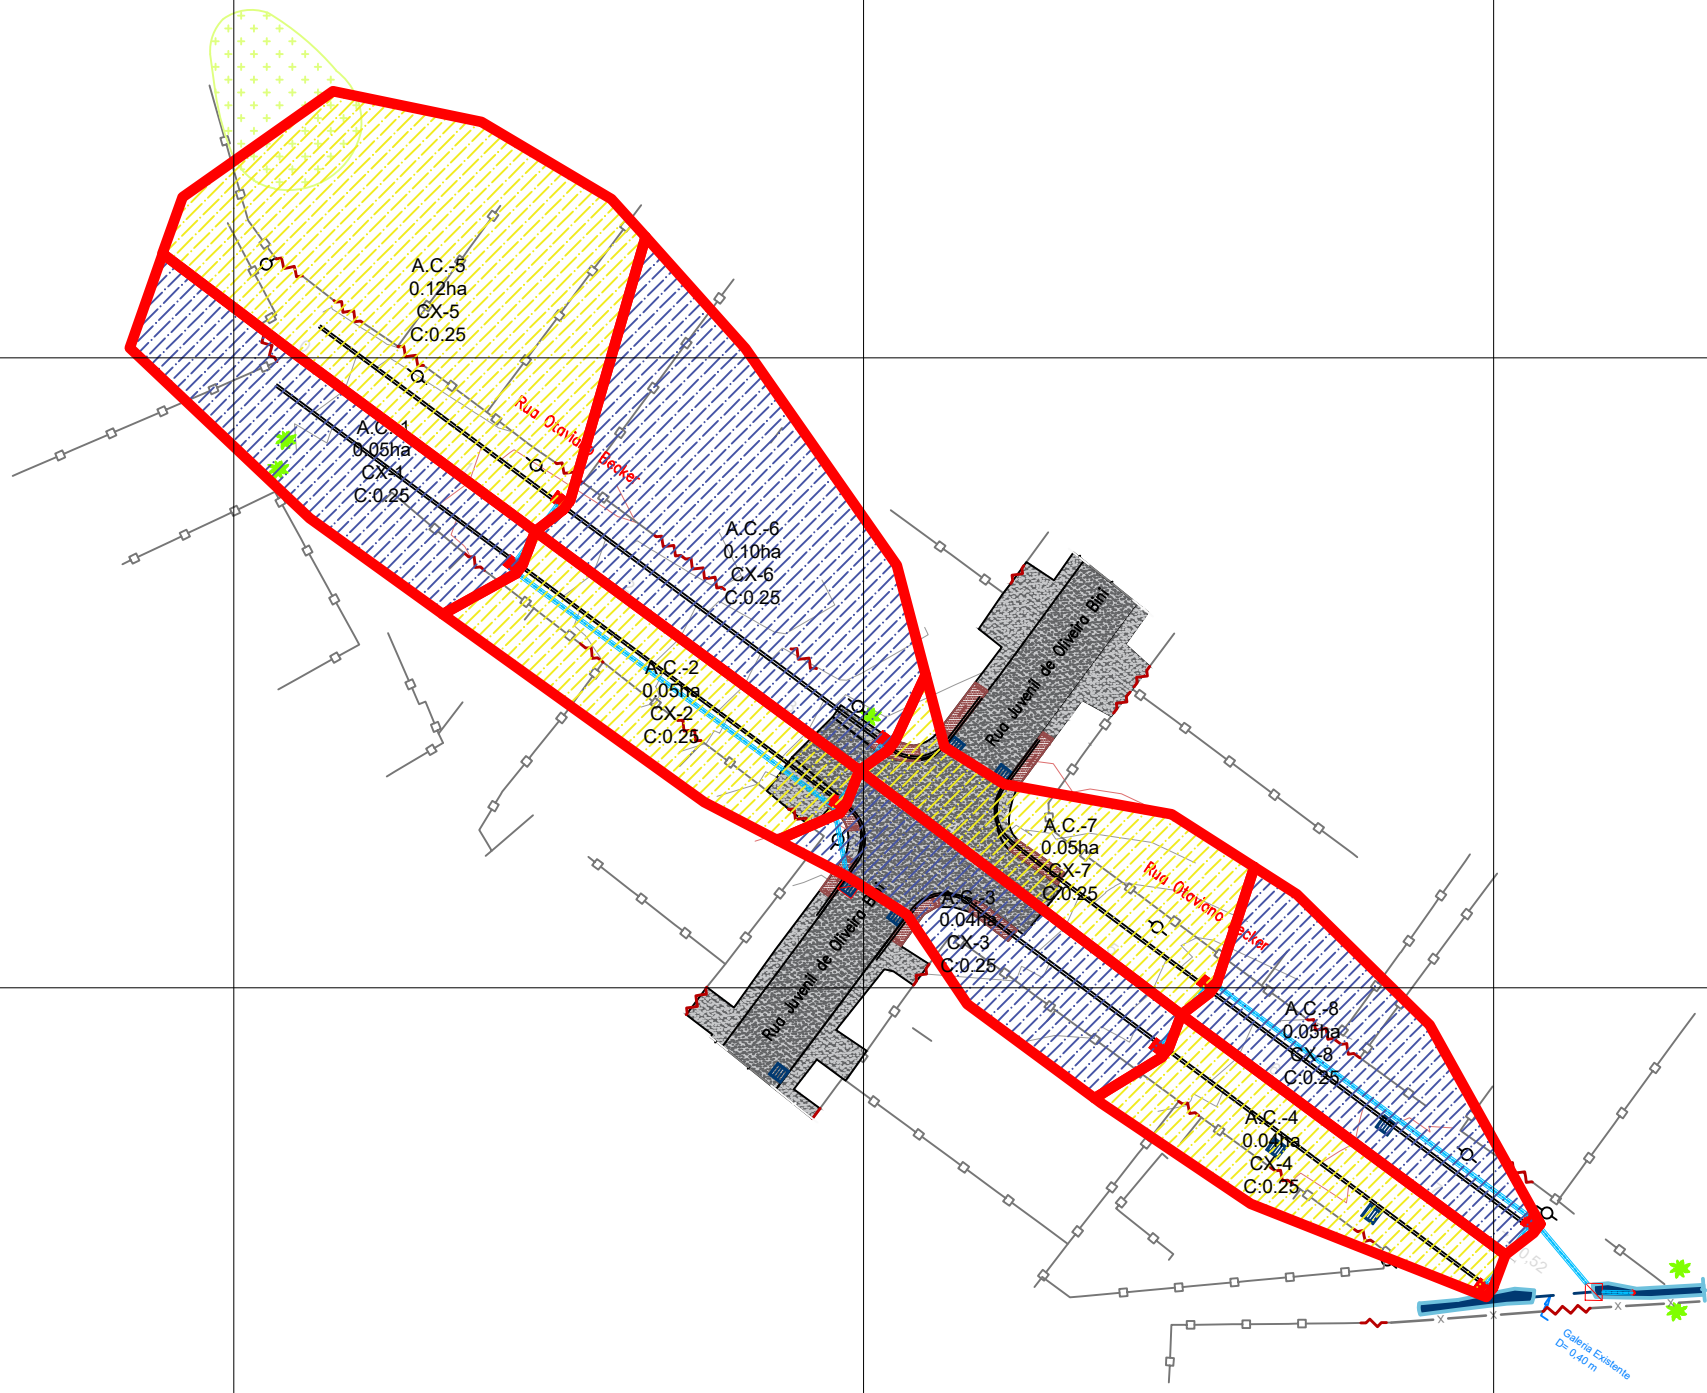 A.C.-5
0.12ha
CX-5
C:0.25
Rua Otaviano Becker
A.C.-1
0.05ha
CX-1
C:0.25
A.C.-6
0.10ha
CX-6
C:0.25
Rua Juvenil de Oliveira Bini
A.C.-2
0.05ha
CX-2
C:0.25
A.C.-7
0.05ha
CX-7
C:0.25
Rua Otaviano Becker
A.C.-3
0.04ha
CX-3
C:0.25
Rua Juvenil de Oliveira Bini
A.C.-8
0.05ha
CX-8
C:0.25
A.C.-4
0.04ha
CX-4
C:0.25
Galeria Existente
D= 0,40 m